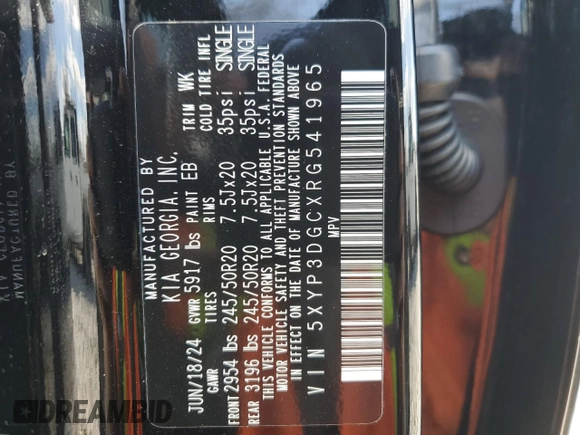 MANUFACTURED BY
KIA GEORGIA, INC.
JUN/18/24 GVWR 5917 lbs PAINT EB TRIM WK
GAWR TIRES RIMS COLD TIRE INFL
FRONT 2954 lbs 245/50R20 7.5Jx20 35psi SINGLE
REAR 3196 lbs 245/50R20 7.5Jx20 35psi SINGLE
THIS VEHICLE CONFORMS TO ALL APPLICABLE U.S.A. FEDERAL
MOTOR VEHICLE SAFETY AND THEFT PREVENTION STANDARDS
IN EFFECT ON THE DATE OF MANUFACTURE SHOWN ABOVE
VIN 5XYP3DGCXRG541965
MPV
DREAMBID